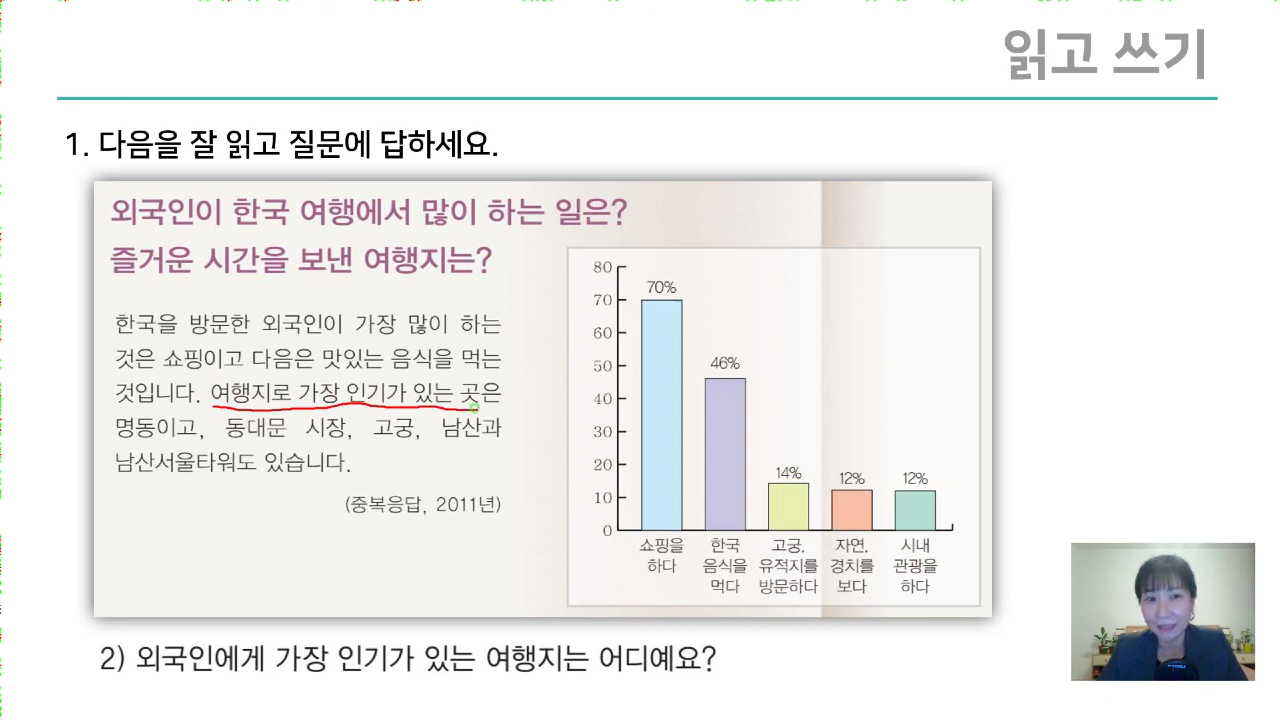 읽고 쓰기
1. 다음을 잘 읽고 질문에 답하세요.
외국인이 한국 여행에서 많이 하는 일은?
즐거운 시간을 보낸 여행지는?
한국을 방문한 외국인이 가장 많이 하는
것은 쇼핑이고 다음은 맛있는 음식을 먹는
것입니다. 여행지로 가장 인기가 있는 곳은
명동이고, 동대문 시장, 고궁, 남산과
남산서울타워도 있습니다.
(중복응답, 2011년)
80
70
60
50
40
30
20
10
0
70%
46%
14%
12%
12%
쇼핑을
하다
한국
음식을
먹다
고궁,
유적지를
방문하다
자연,
경치를
보다
시내
관광을
하다
2) 외국인에게 가장 인기가 있는 여행지는 어디예요?